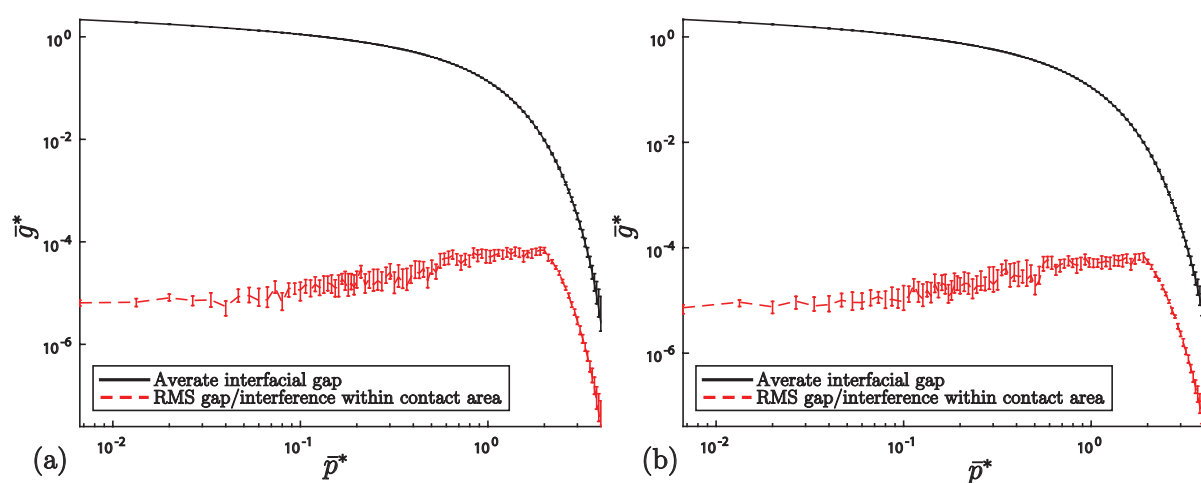 10^0
10^-2
ḡ*
10^-4
10^-6
Averate interfacial gap
RMS gap/interference within contact area
10^-2
10^-1
10^0
(a)
p̄*
10^0
10^-2
ḡ*
10^-4
10^-6
Averate interfacial gap
RMS gap/interference within contact area
10^-2
10^-1
10^0
(b)
p̄*